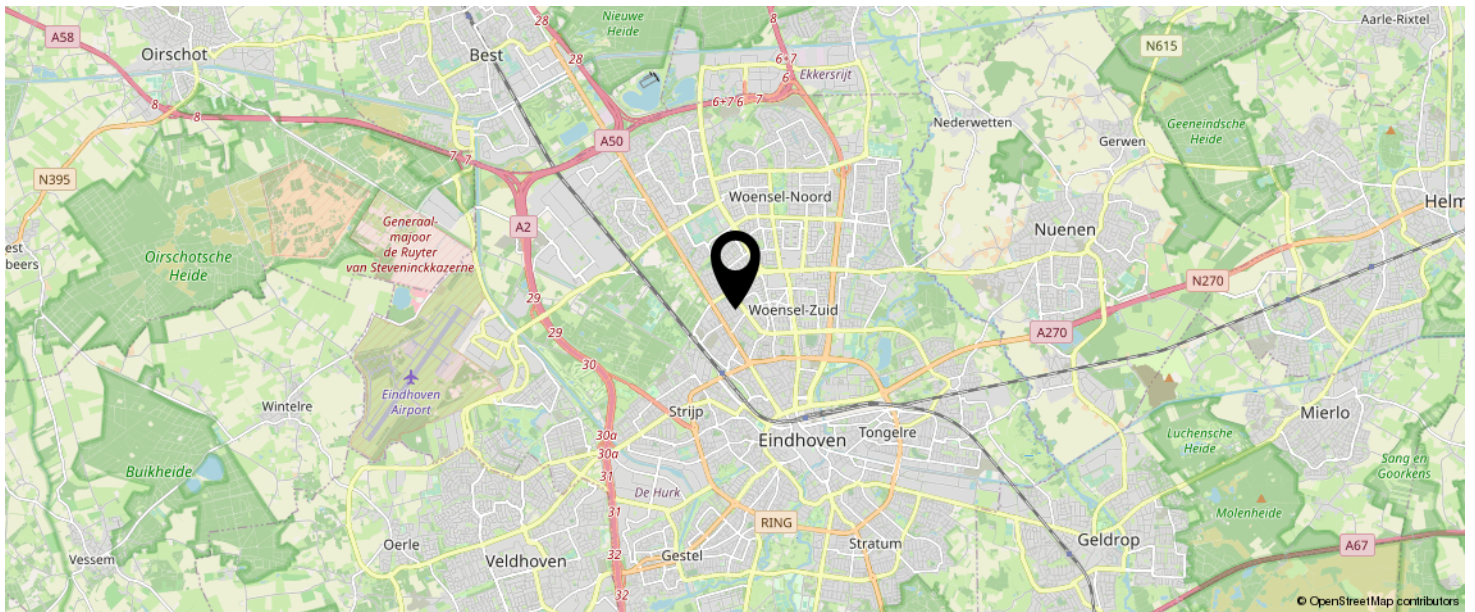 A58
Oirschot
28
Best
28
Nieuwe
Heide
8
6+7
6
Ekkersrijt
N615
Aarle-Rixtel
8
8
6+7 6
7
A50
7
7
Nederwetten
Gerwen
Geeneindsche
Heide
N395
Woensel-Noord
Helm
est
beers
Oirschotsche
Heide
Generaal-
majoor
de Ruyter
van Steveninckkazerne
A2
Nuenen
N270
29
29
Woensel-Zuid
A270
30
Eindhoven
Airport
Wintelre
Strijp
30a
30a
Eindhoven
Tongelre
Mierlo
Luchensche
Heide
Sang en
Goorkens
Buikheide
31
De Hurk
31
RING
Molenheide
Vessem
Oerle
Veldhoven
32
Gestel
Stratum
Geldrop
A67
32
© OpenStreetMap contributors